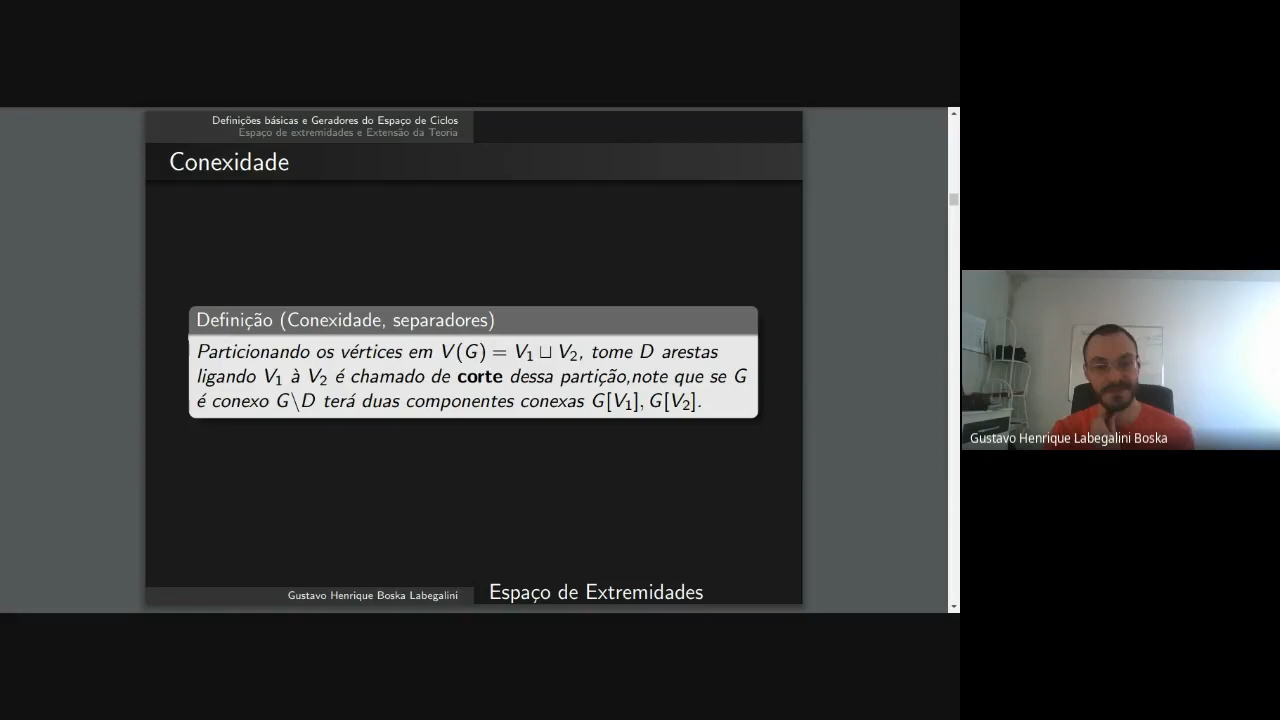 Definições básicas e Geradores do Espaço de Ciclos
Espaço de extremidades e Extensão da Teoria
Conexidade
Definição (Conexidade, separadores)
Particionando os vértices em V(G) = V₁ ⊔ V₂, tome D arestas
ligando V₁ à V₂ é chamado de corte dessa partição,note que se G
é conexo G\D terá duas componentes conexas G[V₁], G[V₂].
Gustavo Henrique Labegalini Boska
Gustavo Henrique Boska Labegalini
Espaço de Extremidades